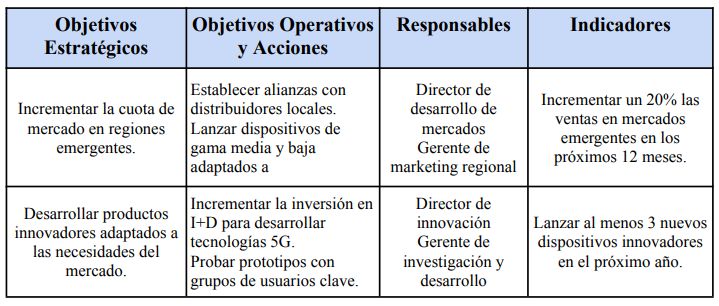 Objetivos
Estratégicos
Objetivos Operativos
y Acciones
Responsables
Indicadores
Incrementar la cuota de
mercado en regiones
emergentes.
Establecer alianzas con
distribuidores locales.
Lanzar dispositivos de
gama media y baja
adaptados a
Director de
desarrollo de
mercados
Gerente de
marketing regional
Incrementar un 20% las
ventas en mercados
emergentes en los
próximos 12 meses.
Desarrollar productos
innovadores adaptados a
las necesidades del
mercado.
Incrementar la inversión en
I+D para desarrollar
tecnologías 5G.
Probar prototipos con
grupos de usuarios clave.
Director de
innovación
Gerente de
investigación y
desarrollo
Lanzar al menos 3 nuevos
dispositivos innovadores
en el próximo año.